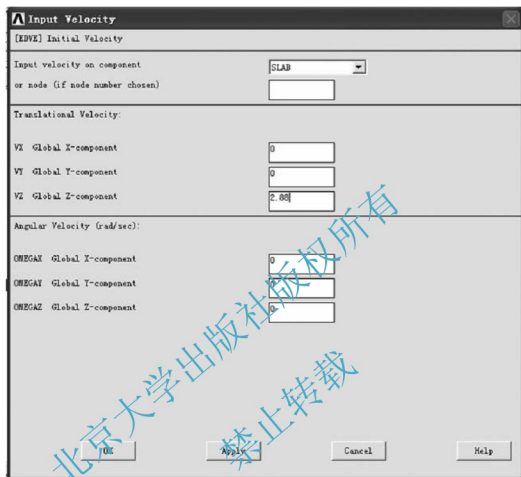 Input Velocity
[EDVE] Initial Velocity
Input velocity on component SLAB
or node (if node number chosen)
Translational Velocity:
VX Global X-component 0
VY Global Y-component 0
VZ Global Z-component 2.88
Angular Velocity (rad/sec):
OMEGAX Global X-component 0
OMEGAY Global Y-component
OMEGAZ Global Z-component 0
OK Apply Cancel Help
北京大学出版社版权所有
禁止转载